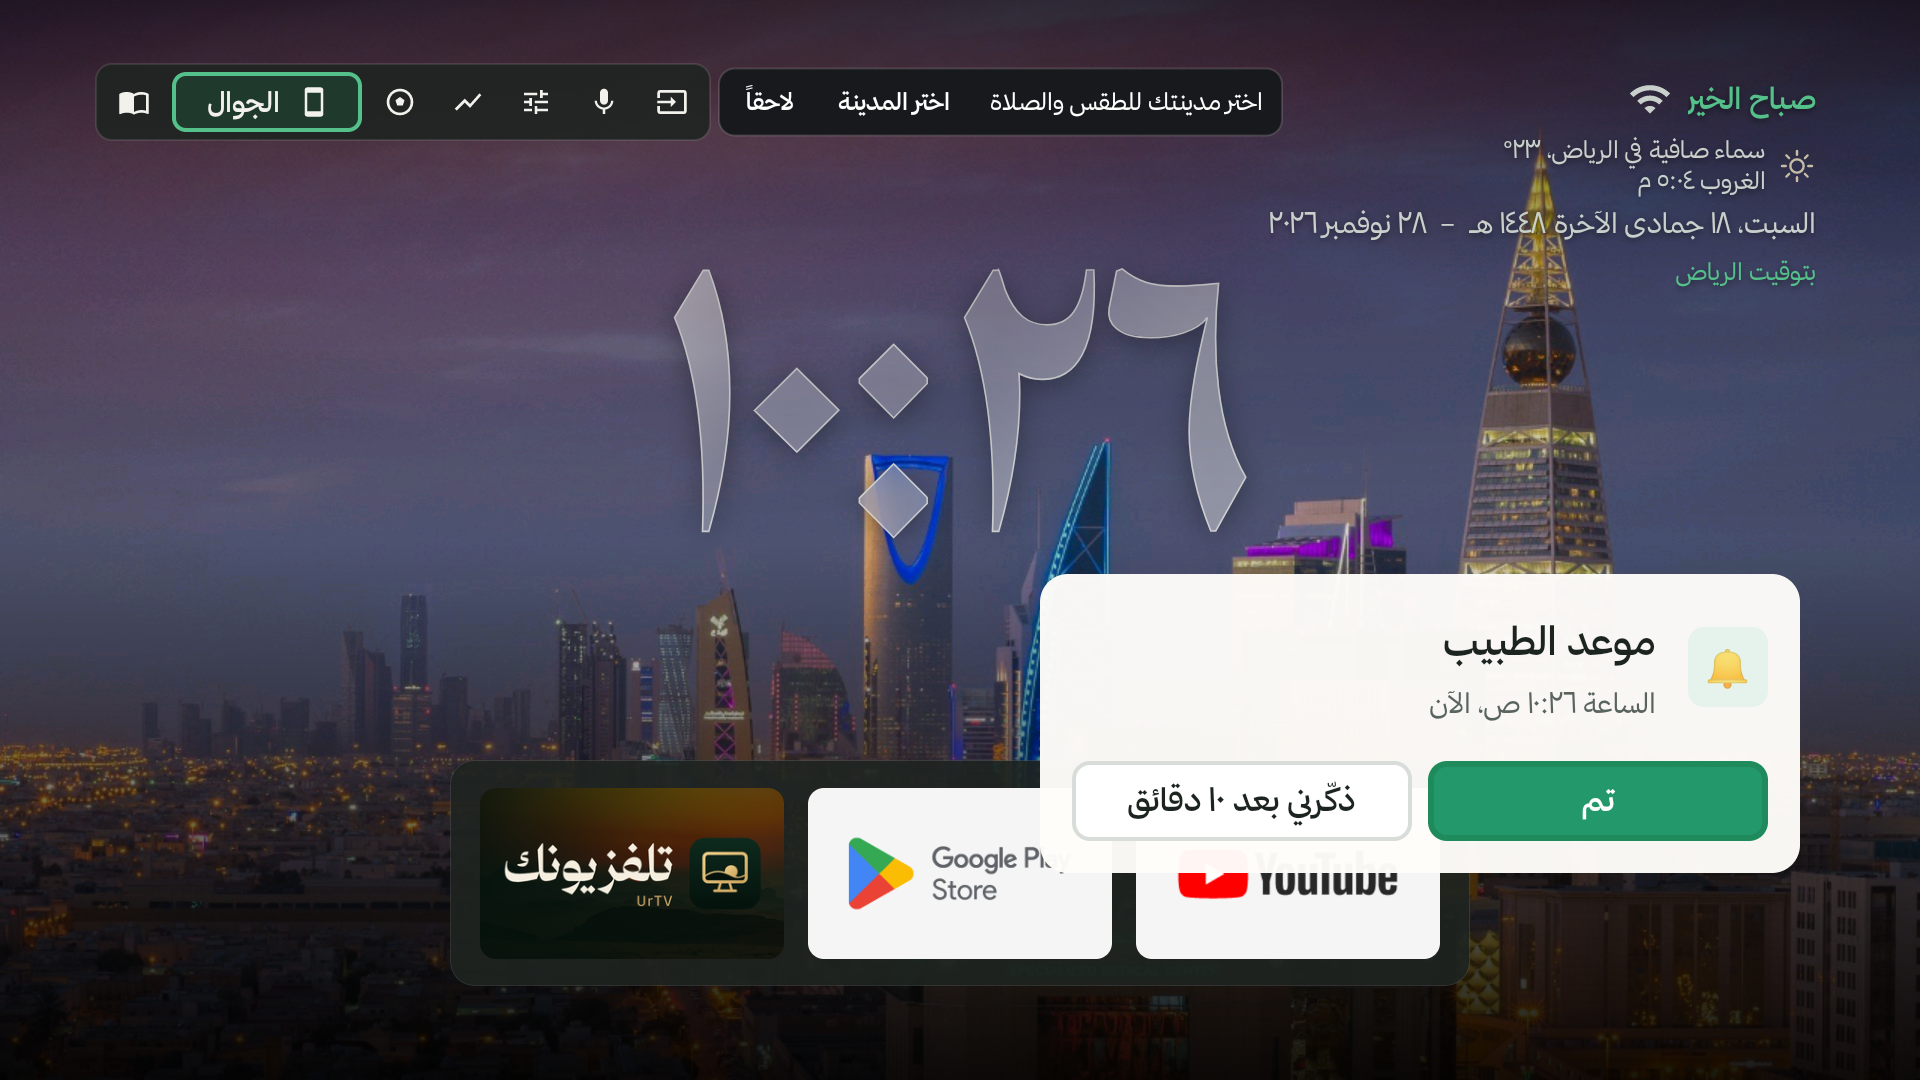 صباح الخير
سماء صافية في الرياض، ٢٣°
الغروب ٥:٠٤ م
السبت، ١٨ جمادى الآخرة ١٤٤٨ هـ – ٢٨ نوفمبر ٢٠٢٦
بتوقيت الرياض
اختر مدينتك للطقس والصلاة
اختر المدينة
لاحقاً
الجوال
١٠:٢٦
موعد الطبيب
الساعة ١٠:٢٦ ص، الآن
تم
ذكّرني بعد ١٠ دقائق
YouTube
Google Play
Store
تلفزيونك
UrTV